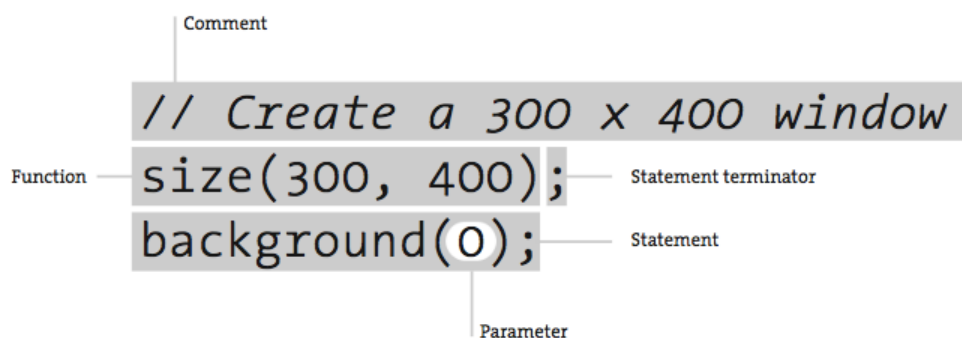 Comment
// Create a 300 x 400 window
Function size(300, 400); Statement terminator
background(0); Statement
Parameter